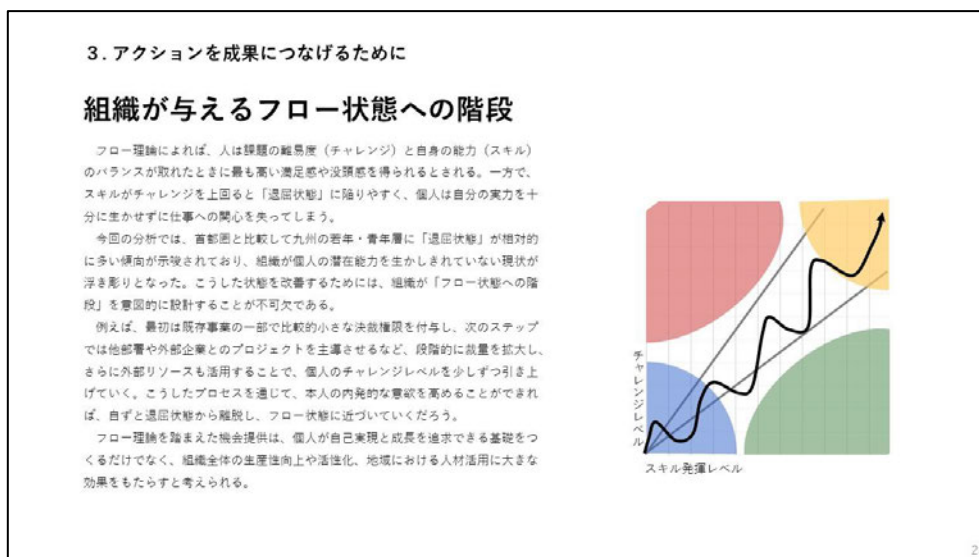 3．アクションを成果につなげるために
組織が与えるフロー状態への階段
フロー理論によれば、人は課題の難易度（チャレンジ）と自身の能力（スキル）
のバランスが取れたときに最も高い満足感や没頭感を得られるとされる。一方で、
スキルがチャレンジを上回ると「退屈状態」に陥りやすく、個人は自分の実力を十
分に生かせずに仕事への関心を失ってしまう。
今回の分析では、首都圏と比較して九州の若年・青年層に「退屈状態」が相対的
に多い傾向が示唆されており、組織が個人の潜在能力を生かしきれていない現状が
浮き彫りとなった。こうした状態を改善するためには、組織が「フロー状態への階
段」を意図的に設計することが不可欠である。
例えば、最初は既存事業の一部で比較的小さな決裁権限を付与し、次のステップ
では他部署や外部企業とのプロジェクトを主導させるなど、段階的に裁量を拡大し、
さらに外部リソースも活用することで、個人のチャレンジレベルを少しずつ引き上
げていく。こうしたプロセスを通じて、本人の内発的な意欲を高めることができれ
ば、自ずと退屈状態から離脱し、フロー状態に近づいていくだろう。
フロー理論を踏まえた機会提供は、個人が自己実現と成長を追求できる基礎をつ
くるだけでなく、組織全体の生産性向上や活性化、地域における人材活用に大きな
効果をもたらすと考えられる。
チャレンジレベル
スキル発揮レベル